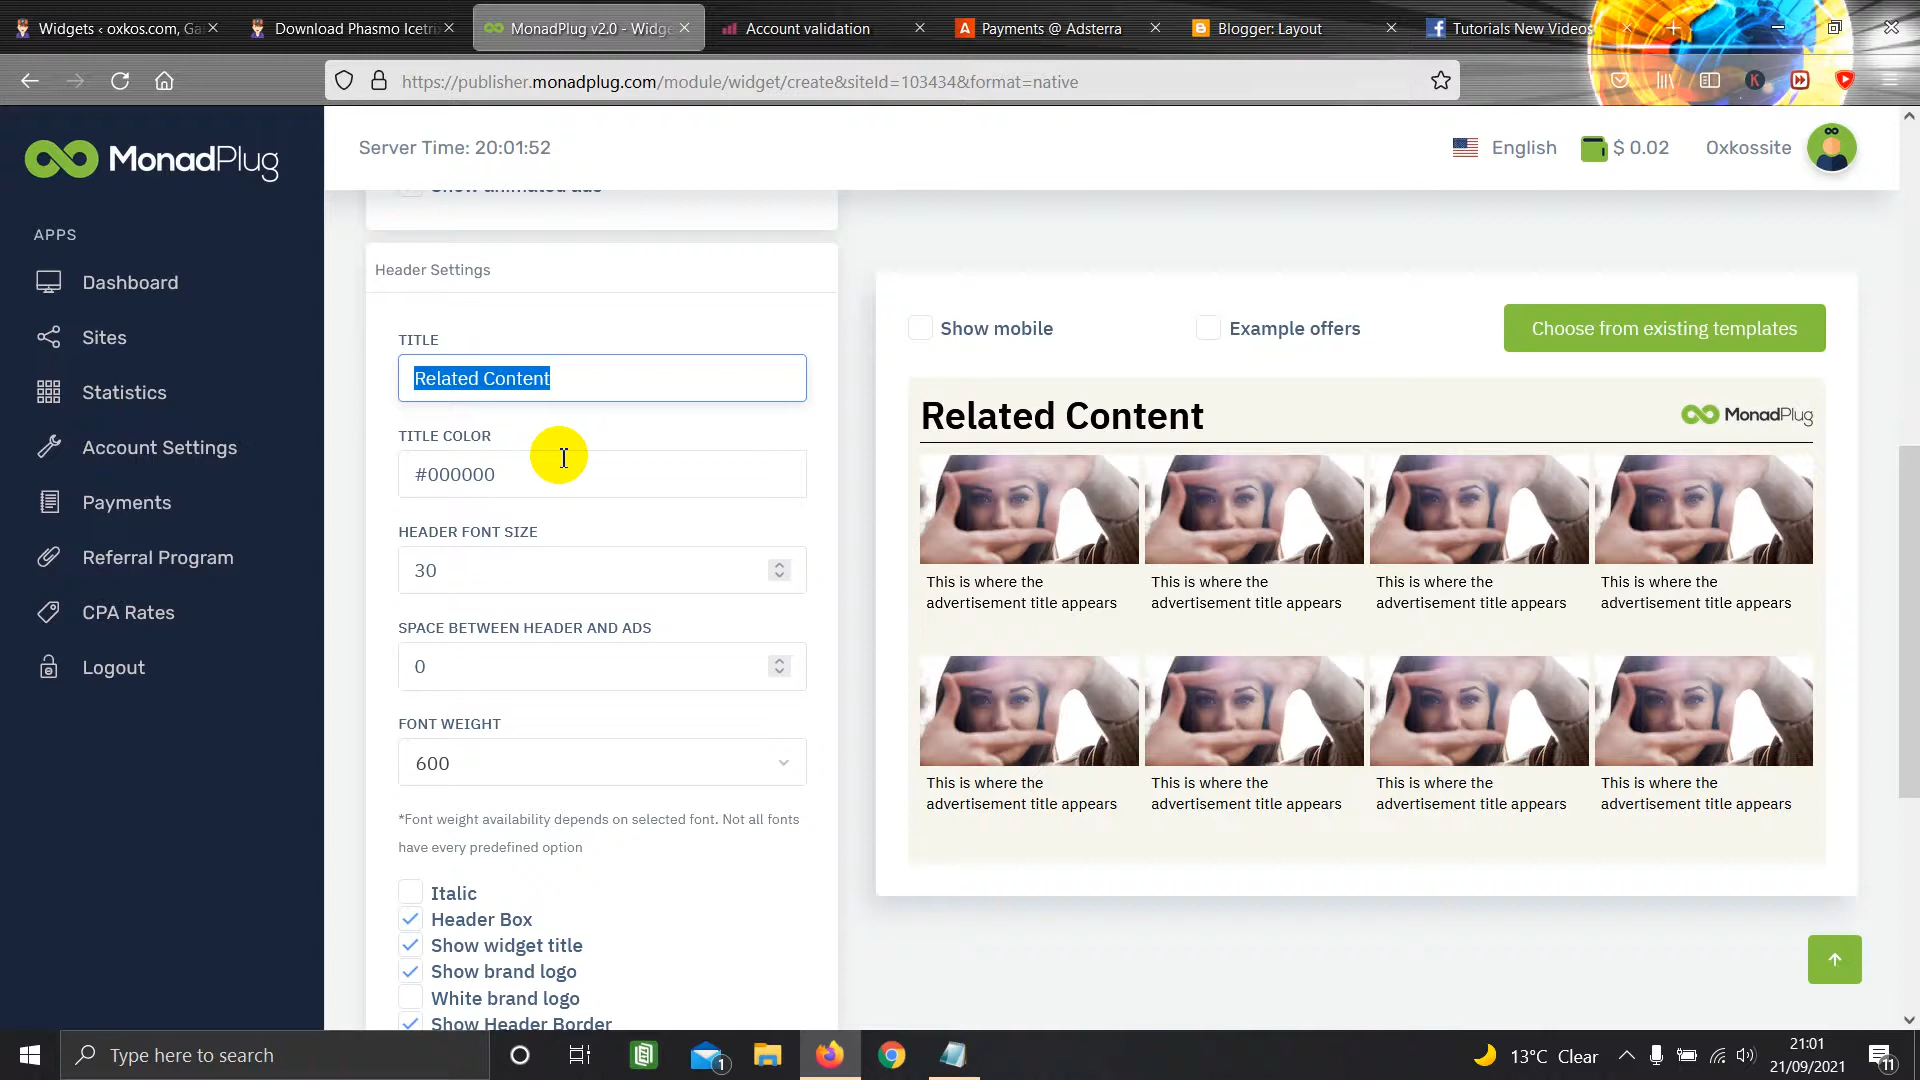 Widgets ‹ oxkos.com, Ga
Download Phasmo Icetri
MonadPlug v2.0 - Widge
Account validation
Payments @ Adsterra
Blogger: Layout
Tutorials New Videos
https://publisher.monadplug.com/module/widget/create&siteId=103434&format=native
MonadPlug
Server Time: 20:01:52
English
$ 0.02
Oxkossite
APPS
Dashboard
Sites
Statistics
Account Settings
Payments
Referral Program
CPA Rates
Logout
Show animated ads
Header Settings
TITLE
Related Content
TITLE COLOR
#000000
HEADER FONT SIZE
30
SPACE BETWEEN HEADER AND ADS
0
FONT WEIGHT
600
*Font weight availability depends on selected font. Not all fonts
have every predefined option
Italic
Header Box
Show widget title
Show brand logo
White brand logo
Show Header Border
Show mobile
Example offers
Choose from existing templates
Related Content
MonadPlug
This is where the
advertisement title appears
This is where the
advertisement title appears
This is where the
advertisement title appears
This is where the
advertisement title appears
This is where the
advertisement title appears
This is where the
advertisement title appears
This is where the
advertisement title appears
This is where the
advertisement title appears
Type here to search
1
13°C Clear
21:01
21/09/2021
11